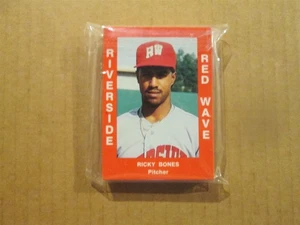 RIVERSIDE
RED WAVE
RW
RICKY BONES
Pitcher